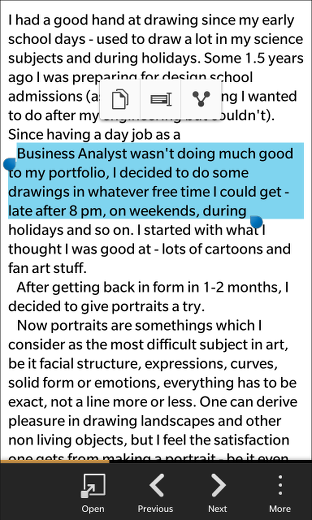 I had a good hand at drawing since my early
school days - used to draw a lot in my science
subjects and during holidays. Some 1.5 years
ago I was preparing for design school
admissions (as ng I wanted
to do after my engineering but couldn't).
Since having a day job as a
Business Analyst wasn't doing much good
to my portfolio, I decided to do some
drawings in whatever free time I could get -
late after 8 pm, on weekends, during
holidays and so on. I started with what I
thought I was good at - lots of cartoons and
fan art stuff.
After getting back in form in 1-2 months, I
decided to give portraits a try.
Now portraits are somethings which I
consider as the most difficult subject in art,
be it facial structure, expressions, curves,
solid form or emotions, everything has to be
exact, not a line more or less. One can derive
pleasure in drawing landscapes and other
non living objects, but I feel the satisfaction
one gets from making a portrait - be it even
Open Previous Next More